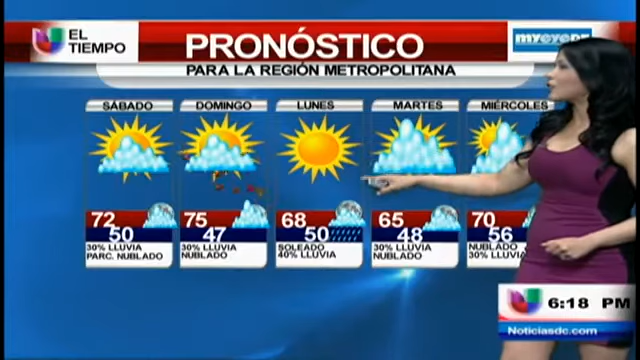 EL
TIEMPO
PRONÓSTICO
PARA LA REGIÓN METROPOLITANA
SÁBADO
72
50
30% LLUVIA
PARC. NUBLADO
DOMINGO
75
47
30% LLUVIA
NUBLADO
LUNES
68
50
SOLEADO
40% LLUVIA
MARTES
65
48
30% LLUVIA
NUBLADO
MIÉRCOLES
70
56
NUBLADO
30% LLUVIA
6:18 PM
Noticiasdc.com